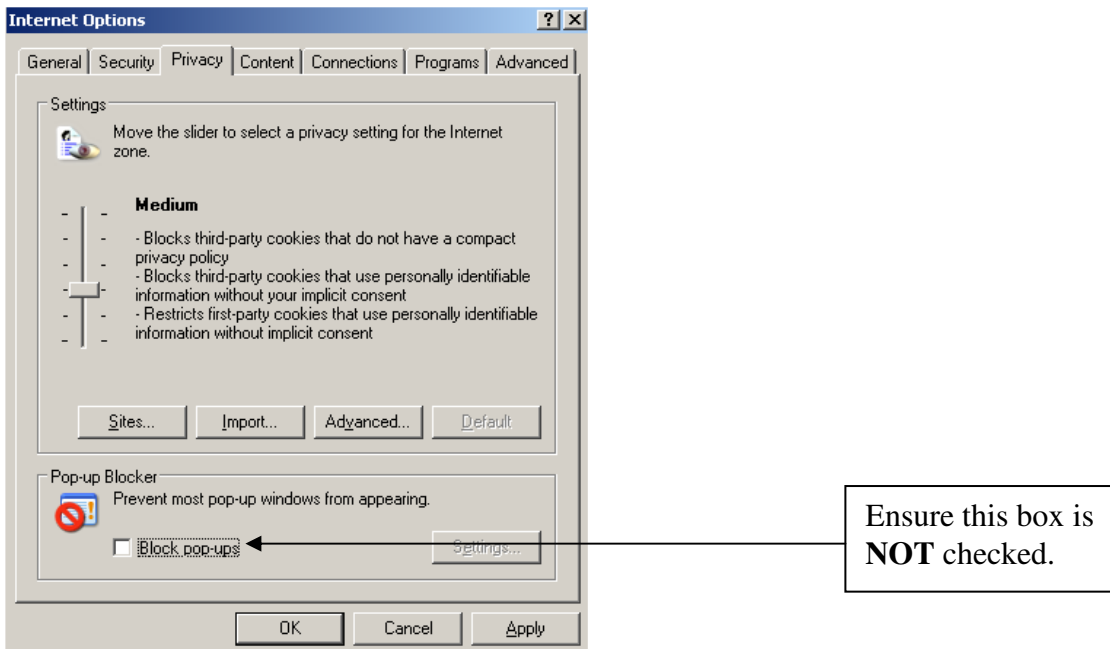 Internet Options
General Security Privacy Content Connections Programs Advanced
Settings
Move the slider to select a privacy setting for the Internet
zone.
Medium
- Blocks third-party cookies that do not have a compact
privacy policy
- Blocks third-party cookies that use personally identifiable
information without your implicit consent
- Restricts first-party cookies that use personally identifiable
information without implicit consent
Sites... Import... Advanced... Default
Pop-up Blocker
Prevent most pop-up windows from appearing.
Block pop-ups Settings...
Ensure this box is
NOT checked.
OK Cancel Apply